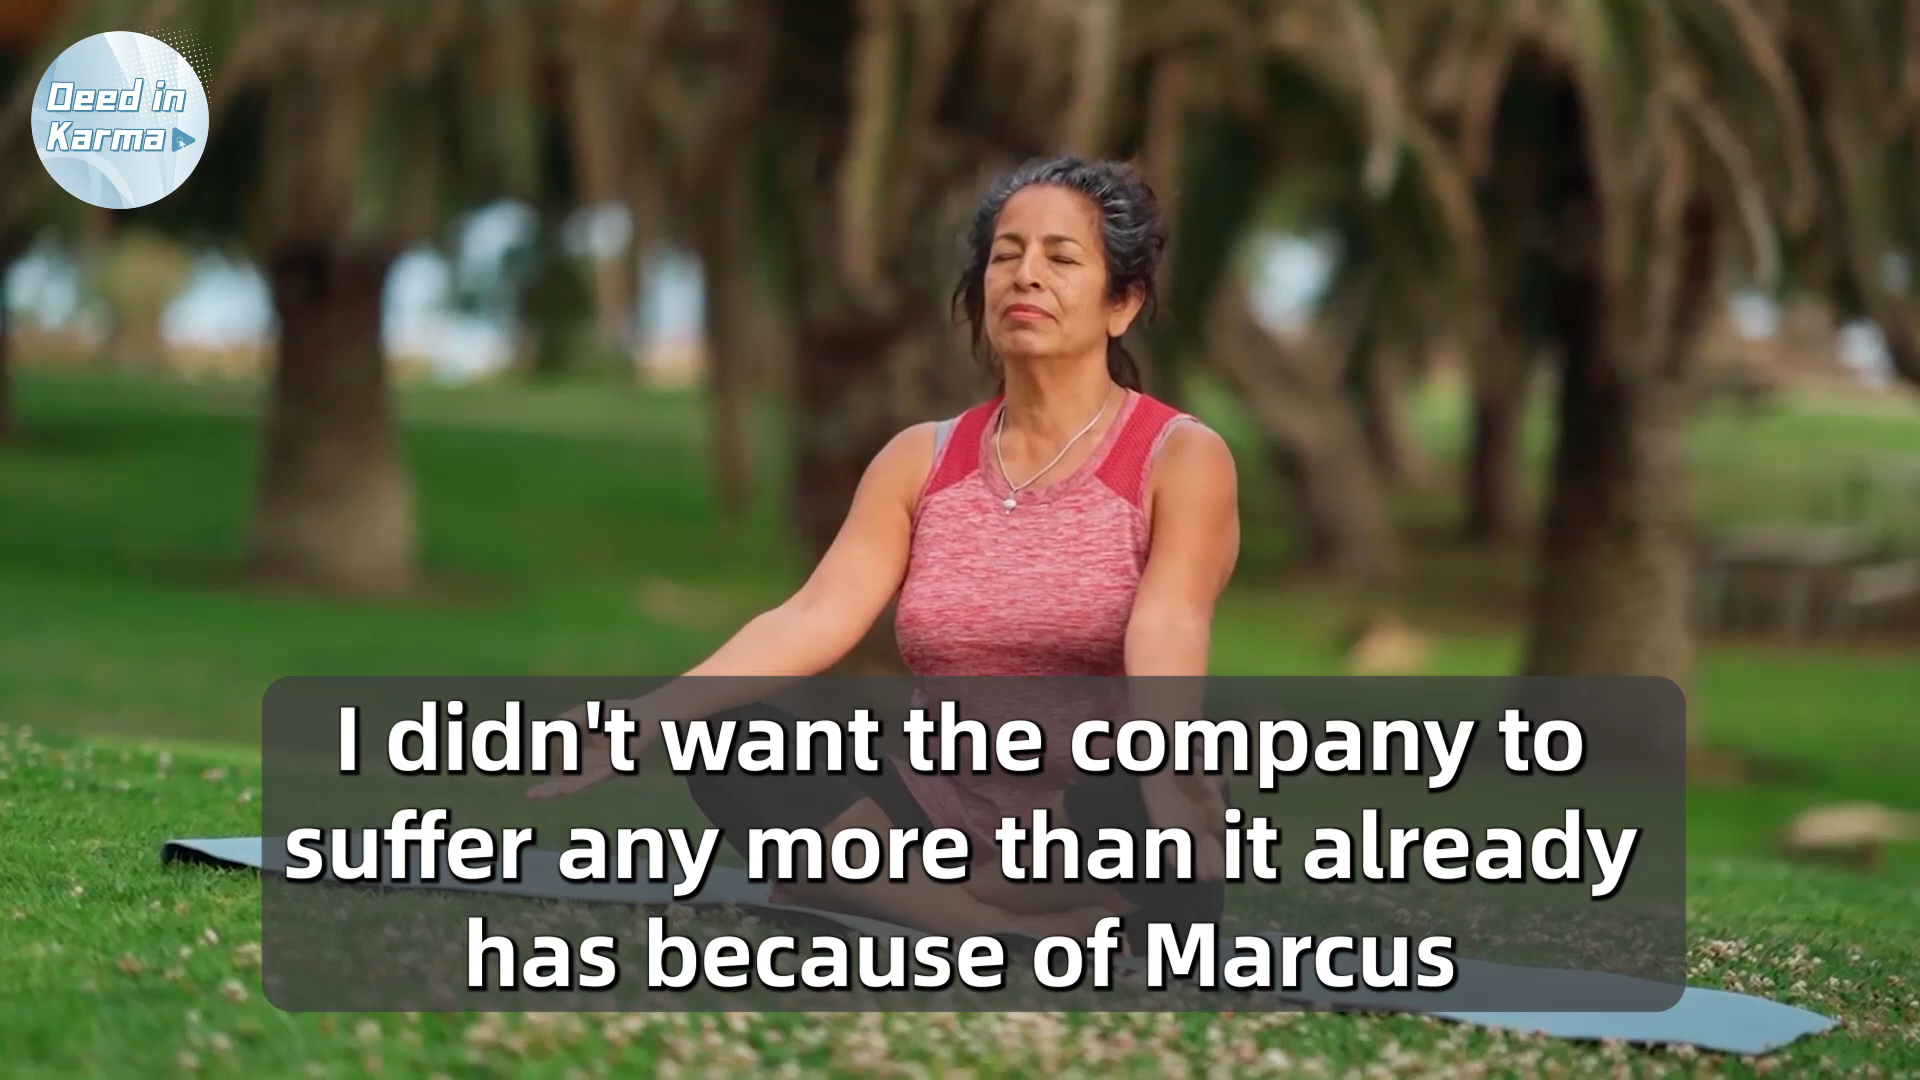 Deed in
Karma
I didn't want the company to
suffer any more than it already
has because of Marcus